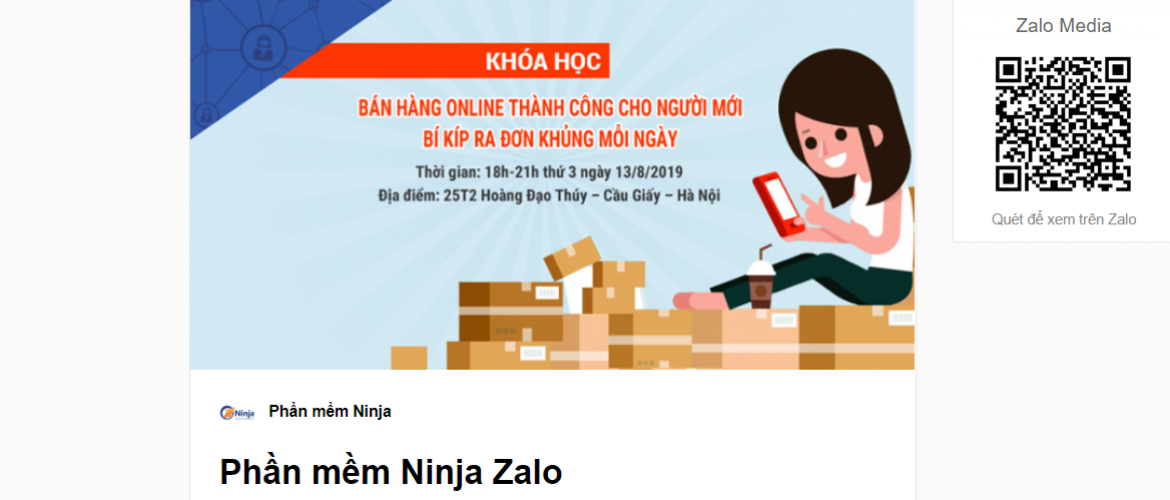 KHÓA HỌC
BÁN HÀNG ONLINE THÀNH CÔNG CHO NGƯỜI MỚI
BÍ KÍP RA ĐƠN KHỦNG MỖI NGÀY
Thời gian: 18h-21h thứ 3 ngày 13/8/2019
Địa điểm: 25T2 Hoàng Đạo Thúy – Cầu Giấy – Hà Nội
Zalo Media
Quét để xem trên Zalo
Ninja
Phần mềm Ninja
Phần mềm Ninja Zalo